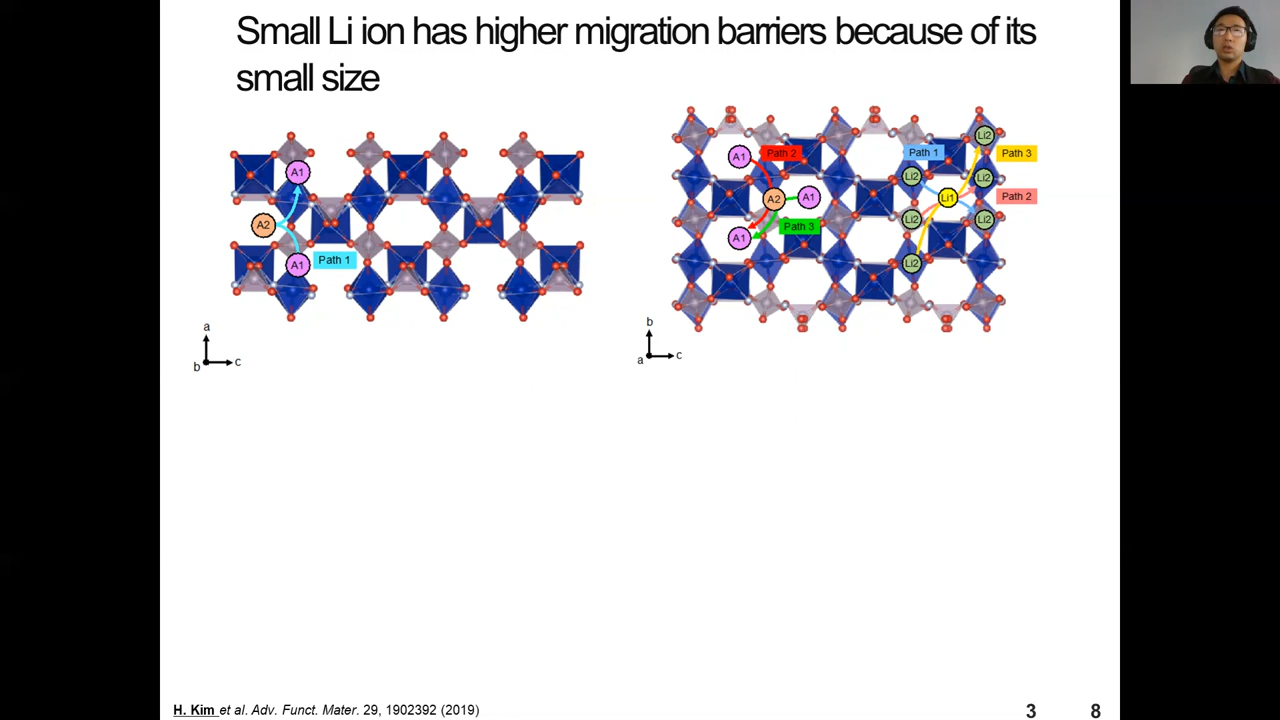 Small Li ion has higher migration barriers because of its
small size
A1
A2
A1
Path 1
a
b
c
A1
Path 2
A2
A1
A1
Path 3
Path 1
Li2
Path 3
Li2
Li2
Li1
Path 2
Li2
Li2
Li2
b
a
c
H. Kim et al. Adv. Funct. Mater. 29, 1902392 (2019)
3
8